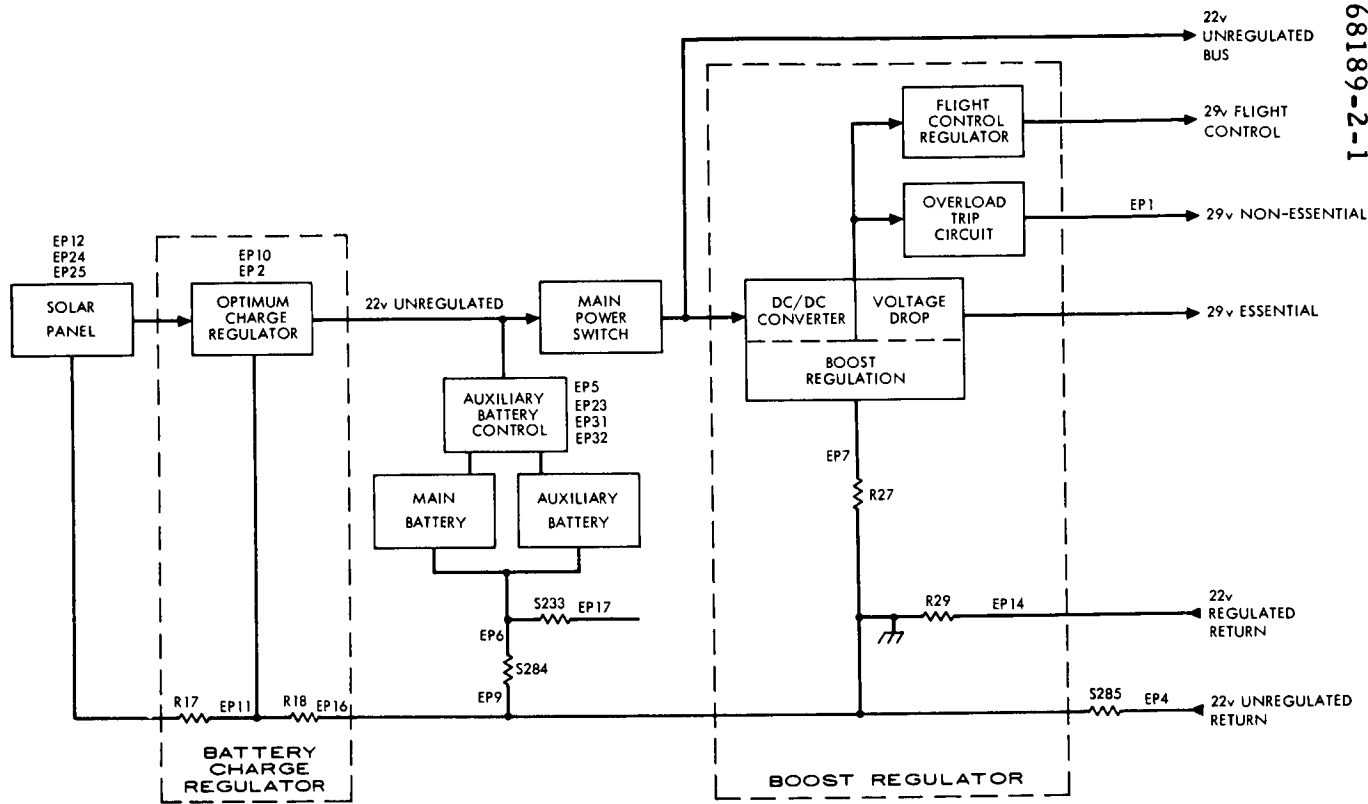 68189-2-1
22v
UNREGULATED
BUS
FLIGHT
CONTROL
REGULATOR
29v FLIGHT
CONTROL
OVERLOAD
TRIP
CIRCUIT
EP1
29v NON-ESSENTIAL
EP12
EP24
EP25
SOLAR
PANEL
EP10
EP2
OPTIMUM
CHARGE
REGULATOR
22v UNREGULATED
MAIN
POWER
SWITCH
DC/DC
CONVERTER
VOLTAGE
DROP
BOOST
REGULATION
29v ESSENTIAL
AUXILIARY
BATTERY
CONTROL
EP5
EP23
EP31
EP32
MAIN
BATTERY
AUXILIARY
BATTERY
EP7
R27
S233
EP17
EP6
S284
EP9
R29
EP14
22v
REGULATED
RETURN
R17
EP11
R18
EP16
S285
EP4
22v UNREGULATED
RETURN
BATTERY
CHARGE
REGULATOR
BOOST REGULATOR